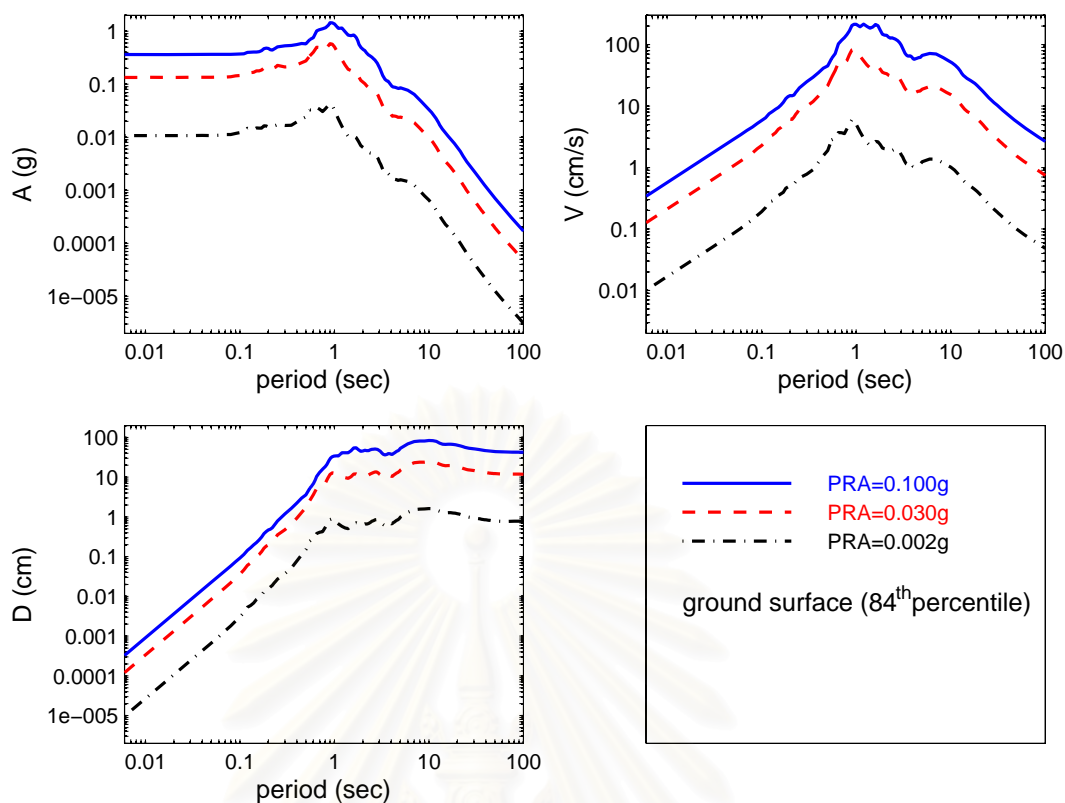 1
0.1
0.01
0.001
0.0001
1e−005
A (g)
0.01 0.1 1 10 100
period (sec)
100
10
1
0.1
0.01
V (cm/s)
0.01 0.1 1 10 100
period (sec)
100
10
1
0.1
0.01
0.001
0.0001
1e−005
D (cm)
0.01 0.1 1 10 100
period (sec)
PRA=0.100g
PRA=0.030g
PRA=0.002g
ground surface (84thpercentile)